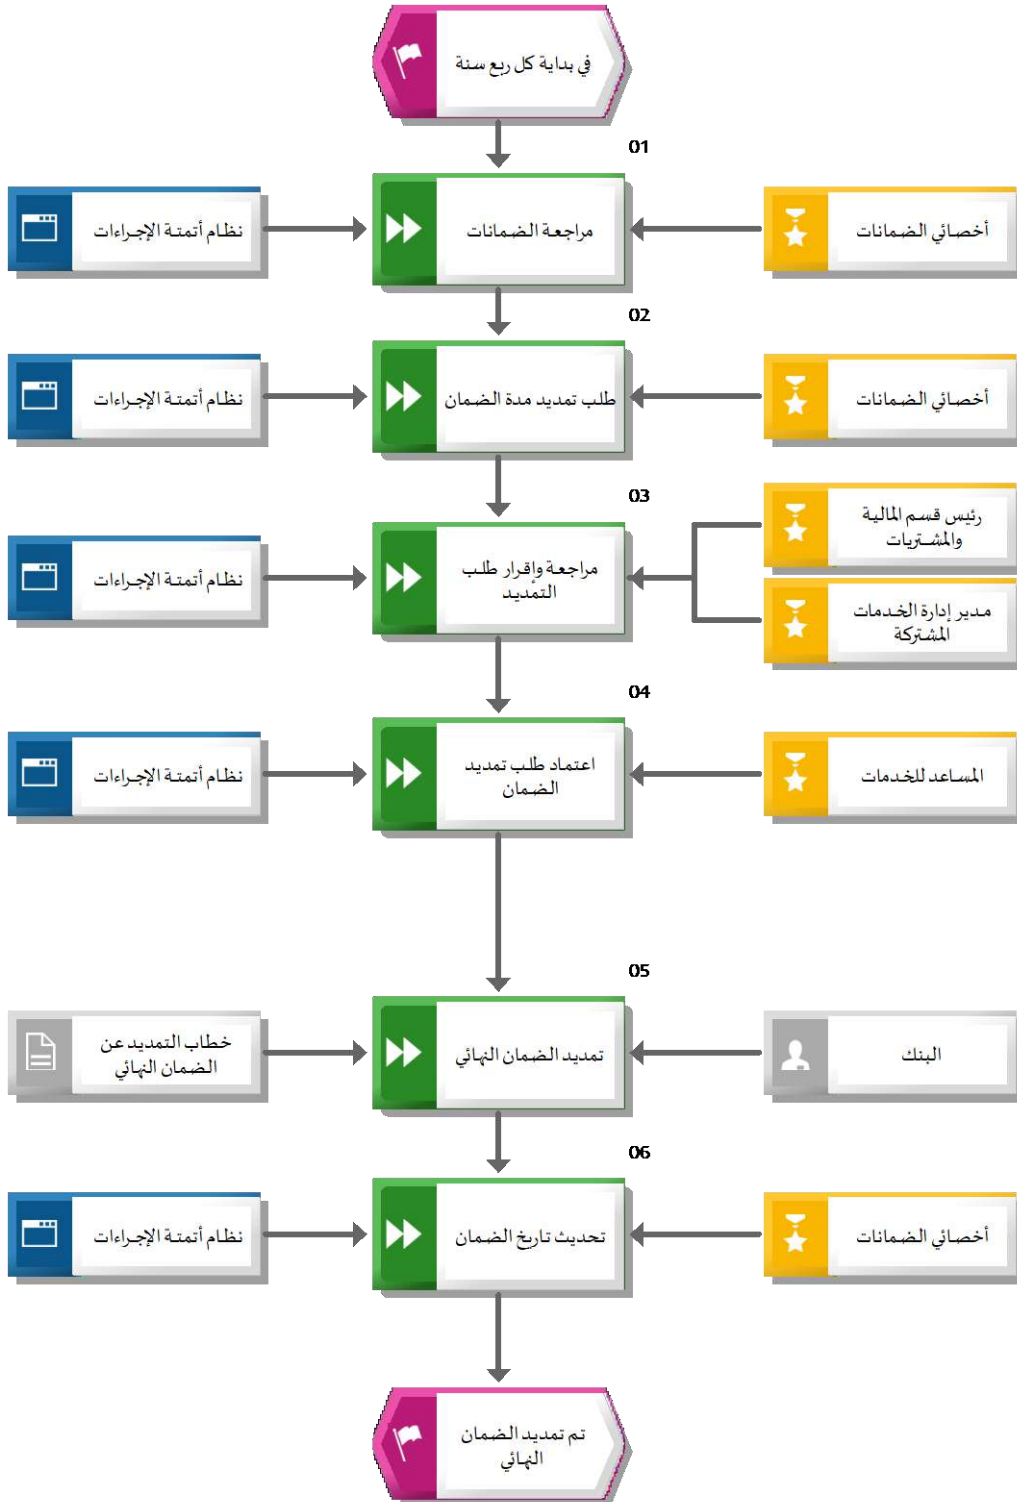 في بداية كل ربع سنة
01
أخصائي الضمانات
مراجعة الضمانات
نظام أتمتة الإجراءات
02
أخصائي الضمانات
طلب تمديد مدة الضمان
نظام أتمتة الإجراءات
03
رئيس قسم المالية
والمشتريات
مدير إدارة الخدمات
المشتركة
مراجعة وإقرار طلب
التمديد
نظام أتمتة الإجراءات
04
المساعد للخدمات
اعتماد طلب تمديد
الضمان
نظام أتمتة الإجراءات
05
البنك
تمديد الضمان النهائي
خطاب التمديد عن
الضمان النهائي
06
أخصائي الضمانات
تحديث تاريخ الضمان
نظام أتمتة الإجراءات
تم تمديد الضمان
النهائي